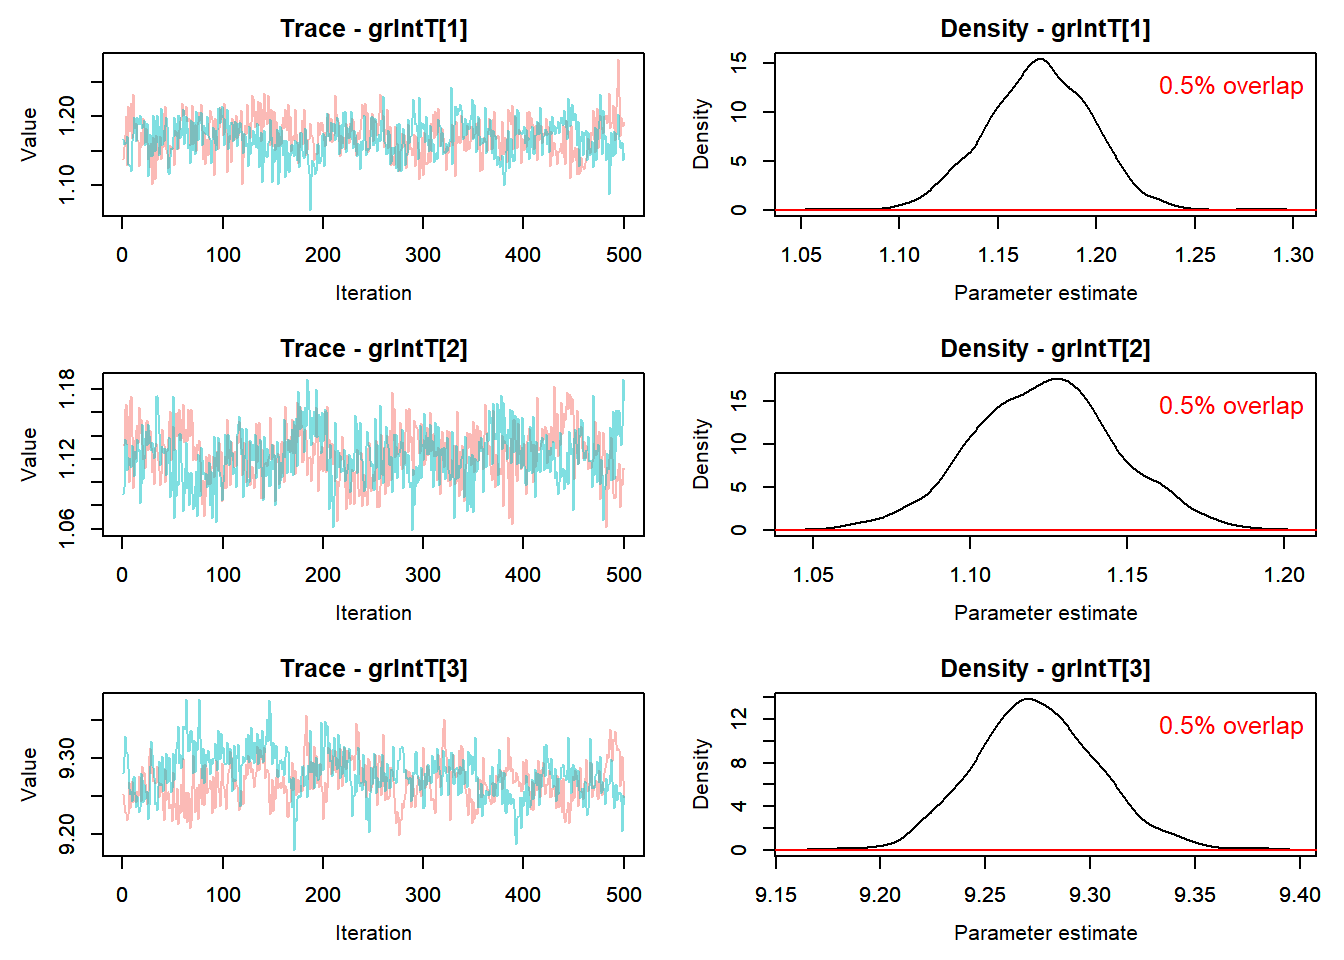 Trace - grIntT[1]
Value
1.10
1.20
0
100
200
300
400
500
Iteration
Density - grIntT[1]
Density
0
5
10
15
0.5% overlap
1.05
1.10
1.15
1.20
1.25
1.30
Parameter estimate
Trace - grIntT[2]
Value
1.06
1.12
1.18
0
100
200
300
400
500
Iteration
Density - grIntT[2]
Density
0
5
10
15
0.5% overlap
1.05
1.10
1.15
1.20
Parameter estimate
Trace - grIntT[3]
Value
9.20
9.30
0
100
200
300
400
500
Iteration
Density - grIntT[3]
Density
0
4
8
12
0.5% overlap
9.15
9.20
9.25
9.30
9.35
9.40
Parameter estimate